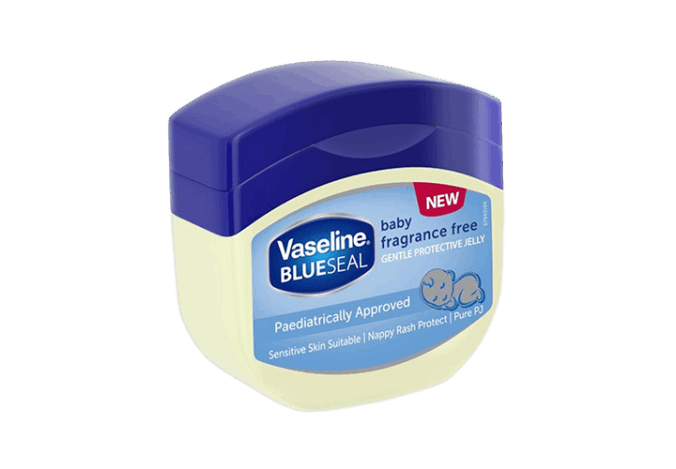 NEW
baby
fragrance free
GENTLE PROTECTIVE JELLY
Vaseline®
BLUESEAL
Paediatrically Approved
Sensitive Skin Suitable | Nappy Rash Protect | Pure PJ